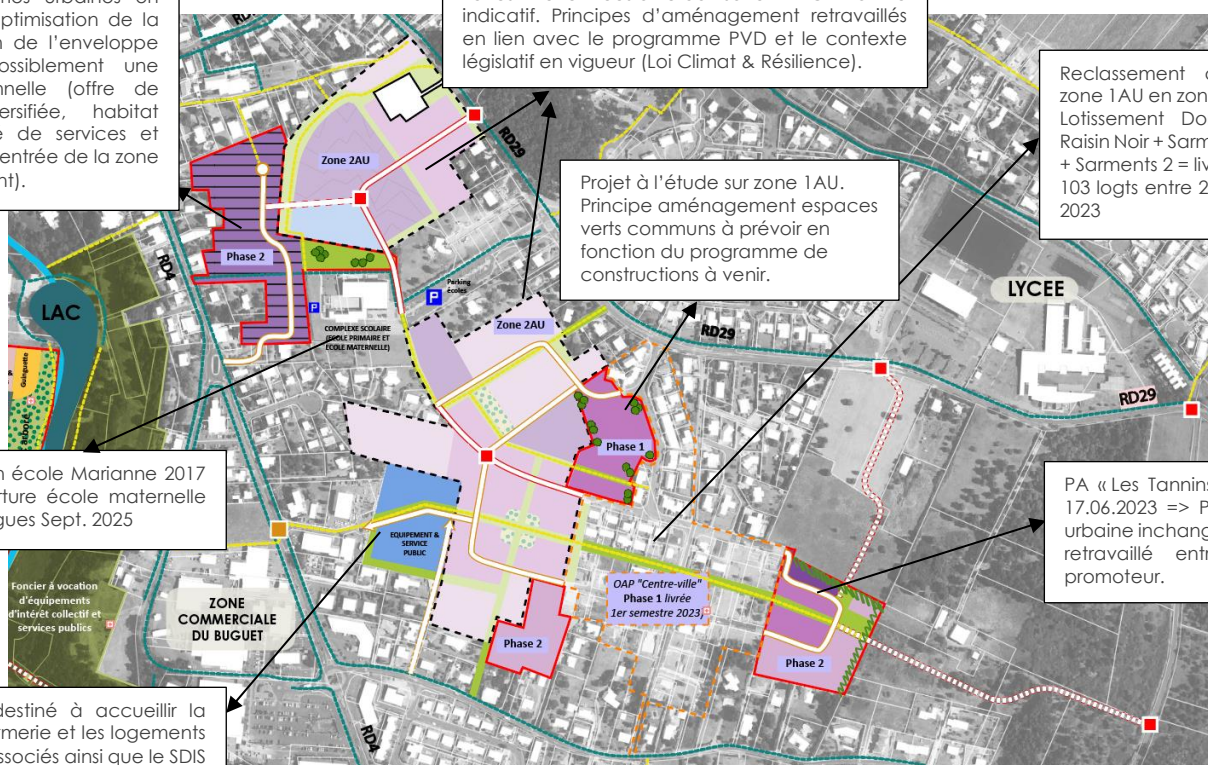 ptimisation de la
n de l'enveloppe
ossiblement une
nnelle (offre de
ersifiée, habitat
e de services et
entrée de la zone
nt).
indicatif. Principes d'aménagement retravaillés
en lien avec le programme PVD et le contexte
législatif en vigueur (Loi Climat & Résilience).
Reclassement
zone 1AU en zon
Lotissement Do
Raisin Noir + Sarm
+ Sarments 2 = liv
103 logts entre 2
2023
Projet à l'étude sur zone 1AU.
Principe aménagement espaces
verts communs à prévoir en
fonction du programme de
constructions à venir.
Zone 2AU
RD29
Phase 2
RD4
LAC
Parking
écoles
P
P
COMPLEXE SCOLAIRE
(ECOLE PRIMAIRE ET
ECOLE MATERNELLE)
Zone 2AU
RD29
LYCEE
RD29
Guinguette
Phase 1
n école Marianne 2017
rture école maternelle
gues Sept. 2025
PA « Les Tannins
17.06.2023 => P
urbaine inchang
retravaillé entr
promoteur.
EQUIPEMENT &
SERVICE
PUBLIC
Foncier à vocation
d'équipements
d'intérêt collectif et
services publics
ZONE
COMMERCIALE
DU BUGUET
OAP "Centre-ville"
Phase 1 livrée
1er semestre 2023
Phase 2
Phase 2
RD4
destiné à accueillir la
rmerie et les logements
ssociés ainsi que le SDIS